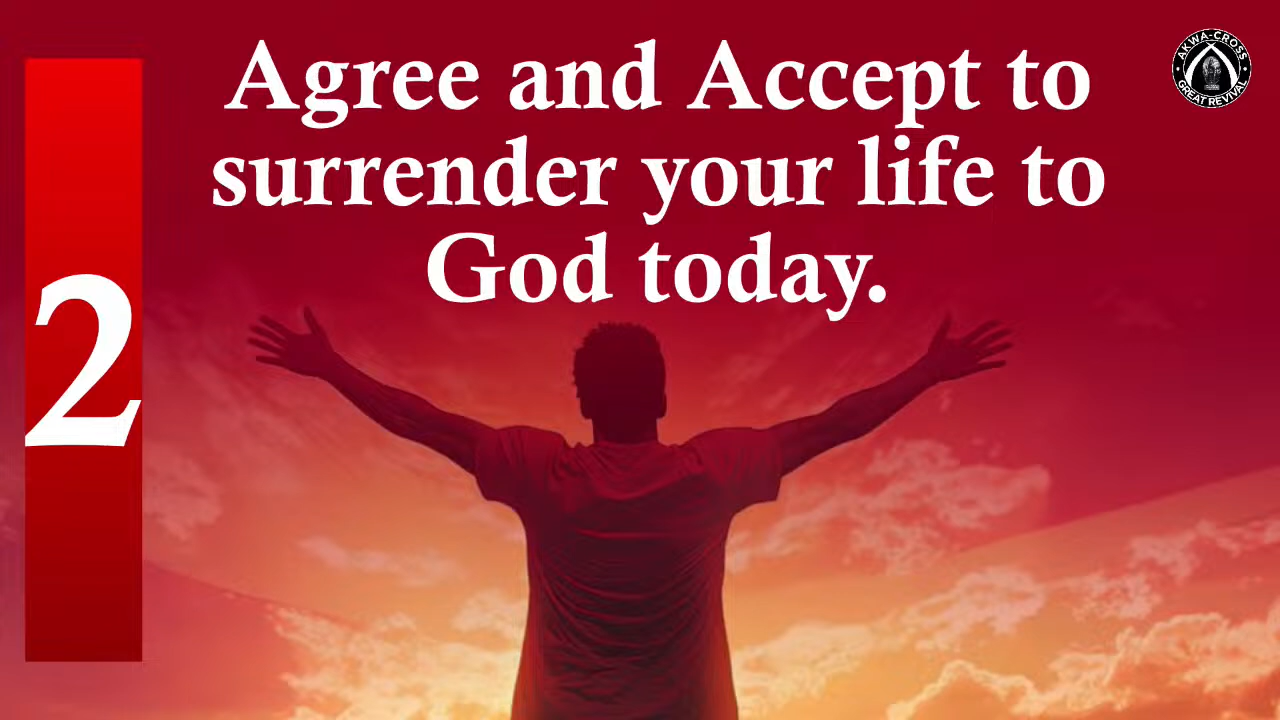 Agree and Accept to
surrender your life to
God today.
2
AKWA-CROSS
GREAT REVIVAL